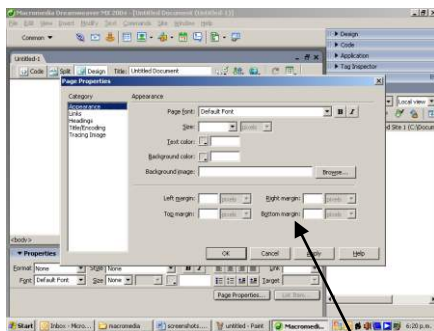 Macromedia Dreamweaver MX 2004 - [Untitled Document (Untitled-1)]
File Edit View Insert Modify Text Commands Site Window Help
Common
Design
Code
Application
Tag Inspector
Untitled-1
Code Split Design Title: Untitled Document
Local view
Page Properties
Category
Appearance
Links
Headings
Title/Encoding
Tracing Image
Appearance
Page font: Default Font B I
Size: pixels
Text color:
Background color:
Background image: Browse...
Left margin: pixels Right margin: pixels
Top margin: pixels Bottom margin: pixels
OK Cancel Apply Help
<body>
Properties
Format None Style None B I Link
Font Default Font Size None Target
Page Properties... List Item...
Start Inbox - Micro... macromedia screenshots... untitled - Paint Macromedi... 6:20 p.m.